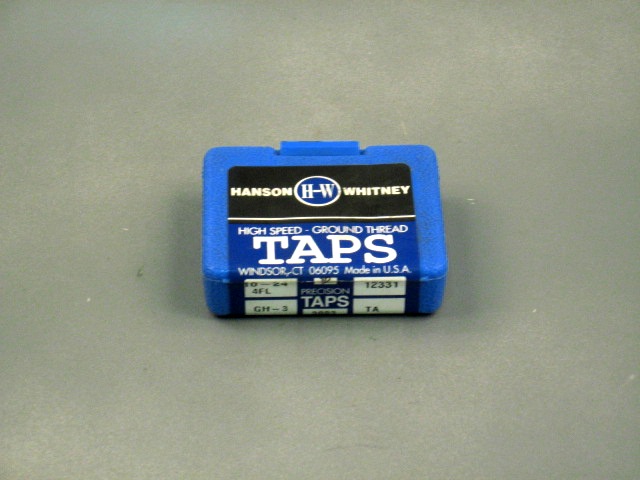 HANSON H-W WHITNEY
HIGH SPEED - GROUND THREAD
TAPS
WINDSOR, CT 06095 Made in U.S.A.
12331
4FL PRECISION
TAPS
GH-3 TA